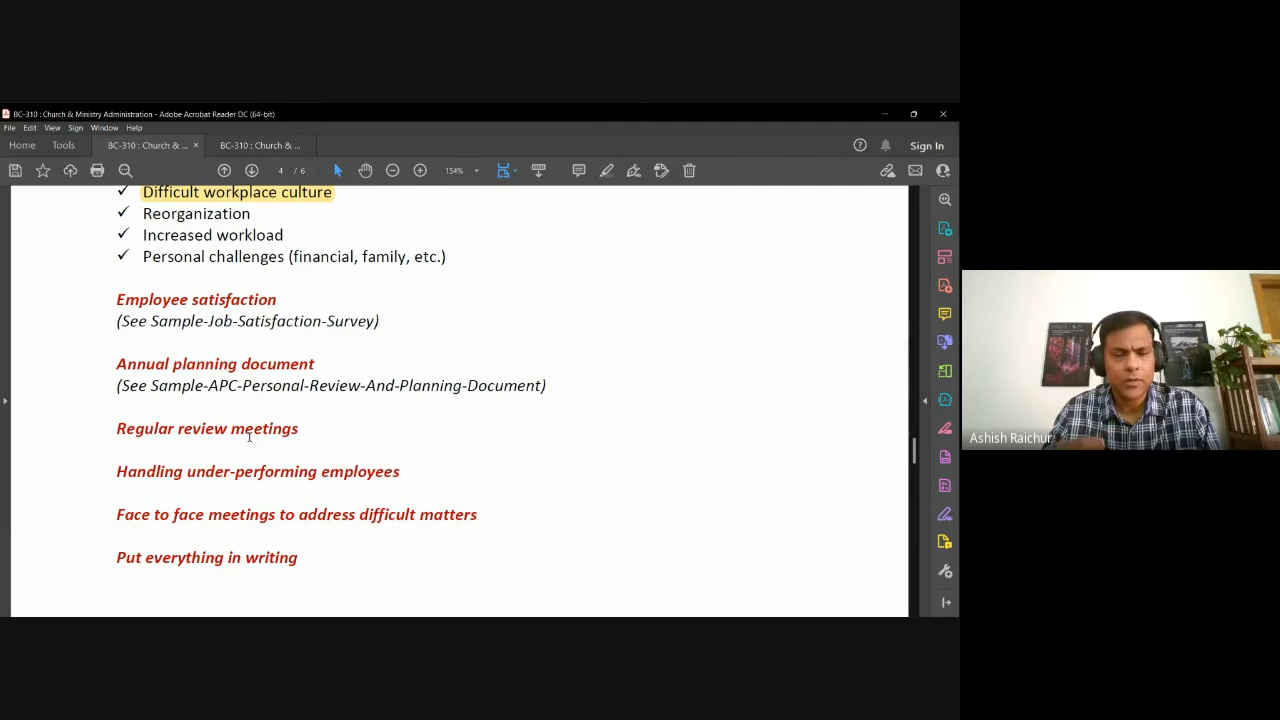 BC-310 : Church & Ministry Administration - Adobe Acrobat Reader DC (64-bit)
File Edit View Sign Window Help
Home Tools BC-310 : Church & ... × BC-310 : Church & ... Sign In
4 / 6 154%
✓ Difficult workplace culture
✓ Reorganization
✓ Increased workload
✓ Personal challenges (financial, family, etc.)
Employee satisfaction
(See Sample-Job-Satisfaction-Survey)
Annual planning document
(See Sample-APC-Personal-Review-And-Planning-Document)
Regular review meetings
Handling under-performing employees
Face to face meetings to address difficult matters
Put everything in writing
Ashish Raichur